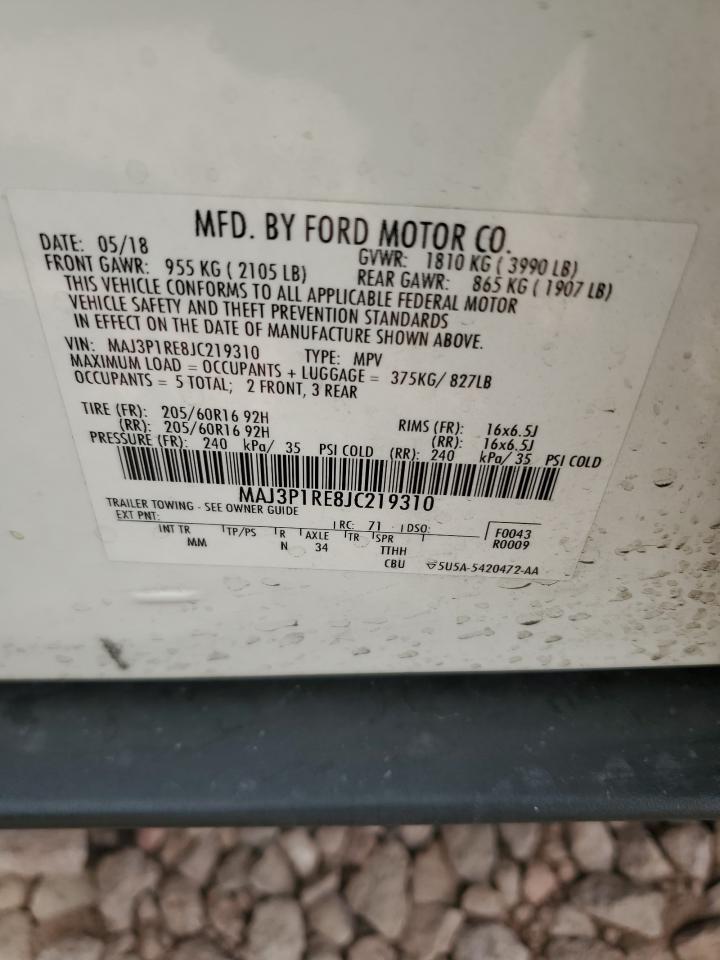 MFD. BY FORD MOTOR CO.
DATE: 05/18 GVWR: 1810 KG ( 3990 LB)
FRONT GAWR: 955 KG ( 2105 LB) REAR GAWR: 865 KG ( 1907 LB)
THIS VEHICLE CONFORMS TO ALL APPLICABLE FEDERAL MOTOR
VEHICLE SAFETY AND THEFT PREVENTION STANDARDS
IN EFFECT ON THE DATE OF MANUFACTURE SHOWN ABOVE.
VIN: MAJ3P1RE8JC219310 TYPE: MPV
MAXIMUM LOAD = OCCUPANTS + LUGGAGE = 375KG/ 827LB
OCCUPANTS = 5 TOTAL; 2 FRONT, 3 REAR
TIRE (FR): 205/60R16 92H RIMS (FR): 16x6.5J
(RR): 205/60R16 92H (RR): 16x6.5J
PRESSURE (FR): 240 kPa/ 35 PSI COLD (RR): 240 kPa/ 35 PSI COLD
MAJ3P1RE8JC219310
TRAILER TOWING - SEE OWNER GUIDE
EXT PNT: RC: 71 DSO: F0043
INT TR TP/PS R AXLE TR SPR R0009
MM N 34 TTHH
CBU 5U5A-5420472-AA